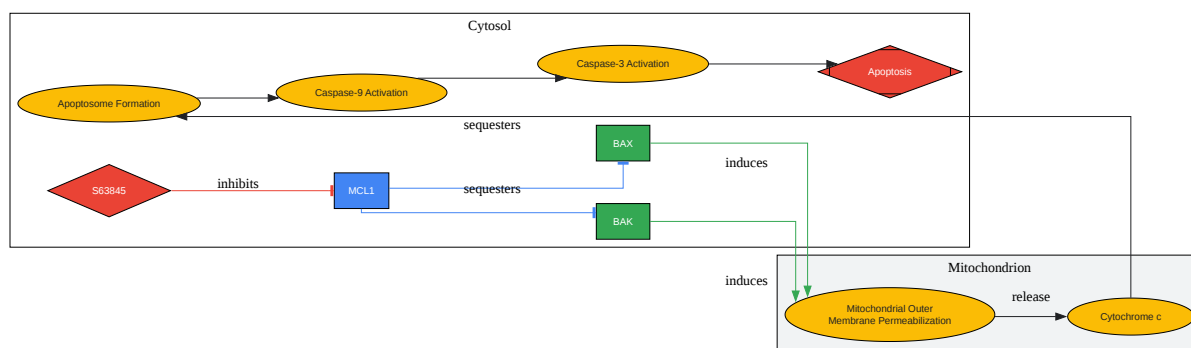 Cytosol
Caspase-3 Activation
Apoptosis
Caspase-9 Activation
Apoptosome Formation
sequesters
BAX
induces
S63845
inhibits
MCL1
sequesters
BAK
Mitochondrion
induces
release
Mitochondrial Outer
Membrane Permeabilization
Cytochrome c